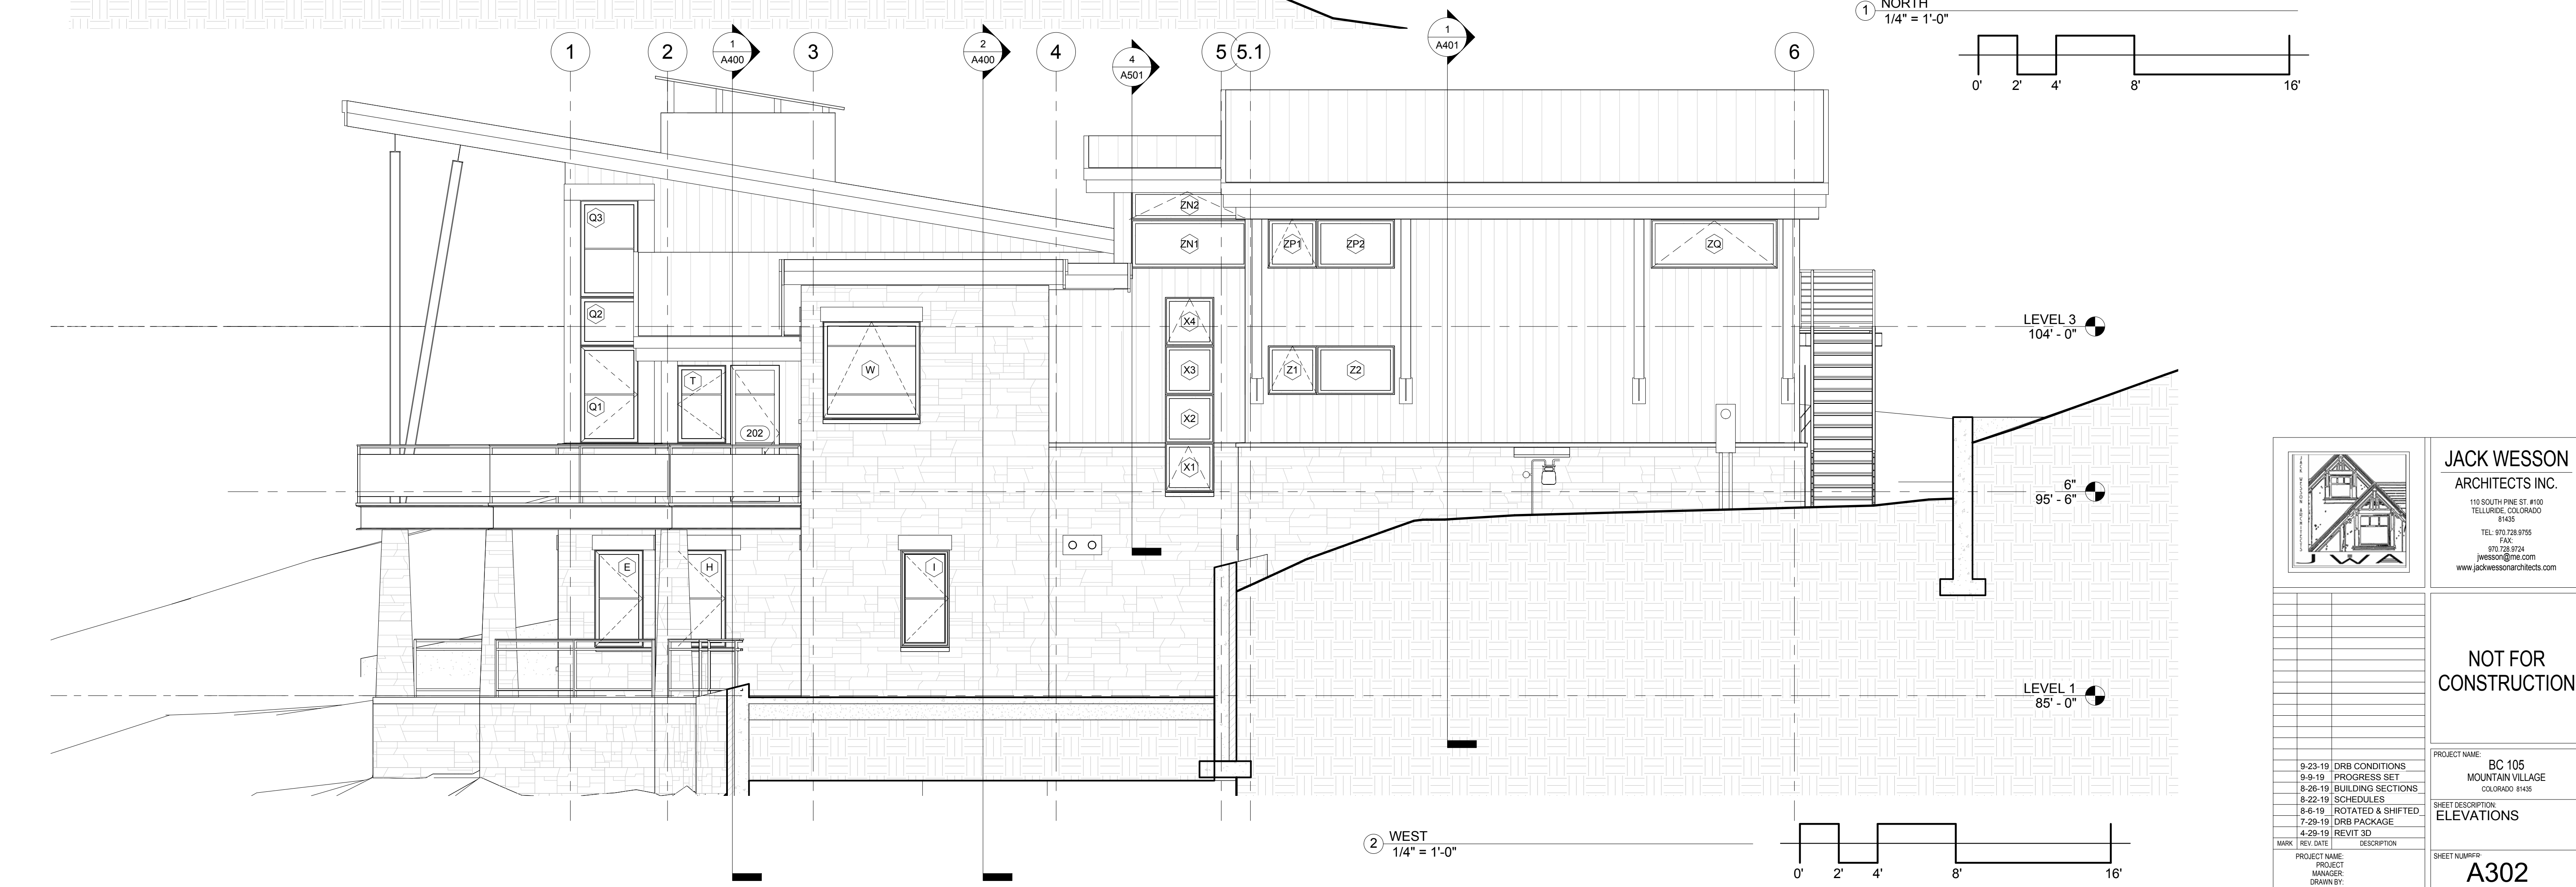 1 NORTH
1/4" = 1'-0"
0' 2' 4' 8' 16'
1 2 1 A400 3 2 A400 4 4 A501 5 5.1 1 A401 6
Q3
ZN2
ZN1
ZP1 ZP2
ZQ
Q2
X4
LEVEL 3
104' - 0"
W
T
X3
Z1 Z2
Q1
X2
202
X1
6"
95' - 6"
E H I
LEVEL 1
85' - 0"
2 WEST
1/4" = 1'-0"
0' 2' 4' 8' 16'
JACK WESSON ARCHITECTS
JWA
JACK WESSON
ARCHITECTS INC.
110 SOUTH PINE ST. #100
TELLURIDE, COLORADO
81435
TEL: 970.728.9755
FAX:
970.728.9724
jwesson@me.com
www.jackwessonarchitects.com
NOT FOR
CONSTRUCTION
9-23-19 DRB CONDITIONS
9-9-19 PROGRESS SET
8-26-19 BUILDING SECTIONS
8-22-19 SCHEDULES
8-6-19 ROTATED & SHIFTED
7-29-19 DRB PACKAGE
4-29-19 REVIT 3D
MARK REV. DATE DESCRIPTION
PROJECT NAME:
PROJECT
MANAGER:
DRAWN BY:
PROJECT NAME:
BC 105
MOUNTAIN VILLAGE
COLORADO 81435
SHEET DESCRIPTION:
ELEVATIONS
SHEET NUMBER:
A302